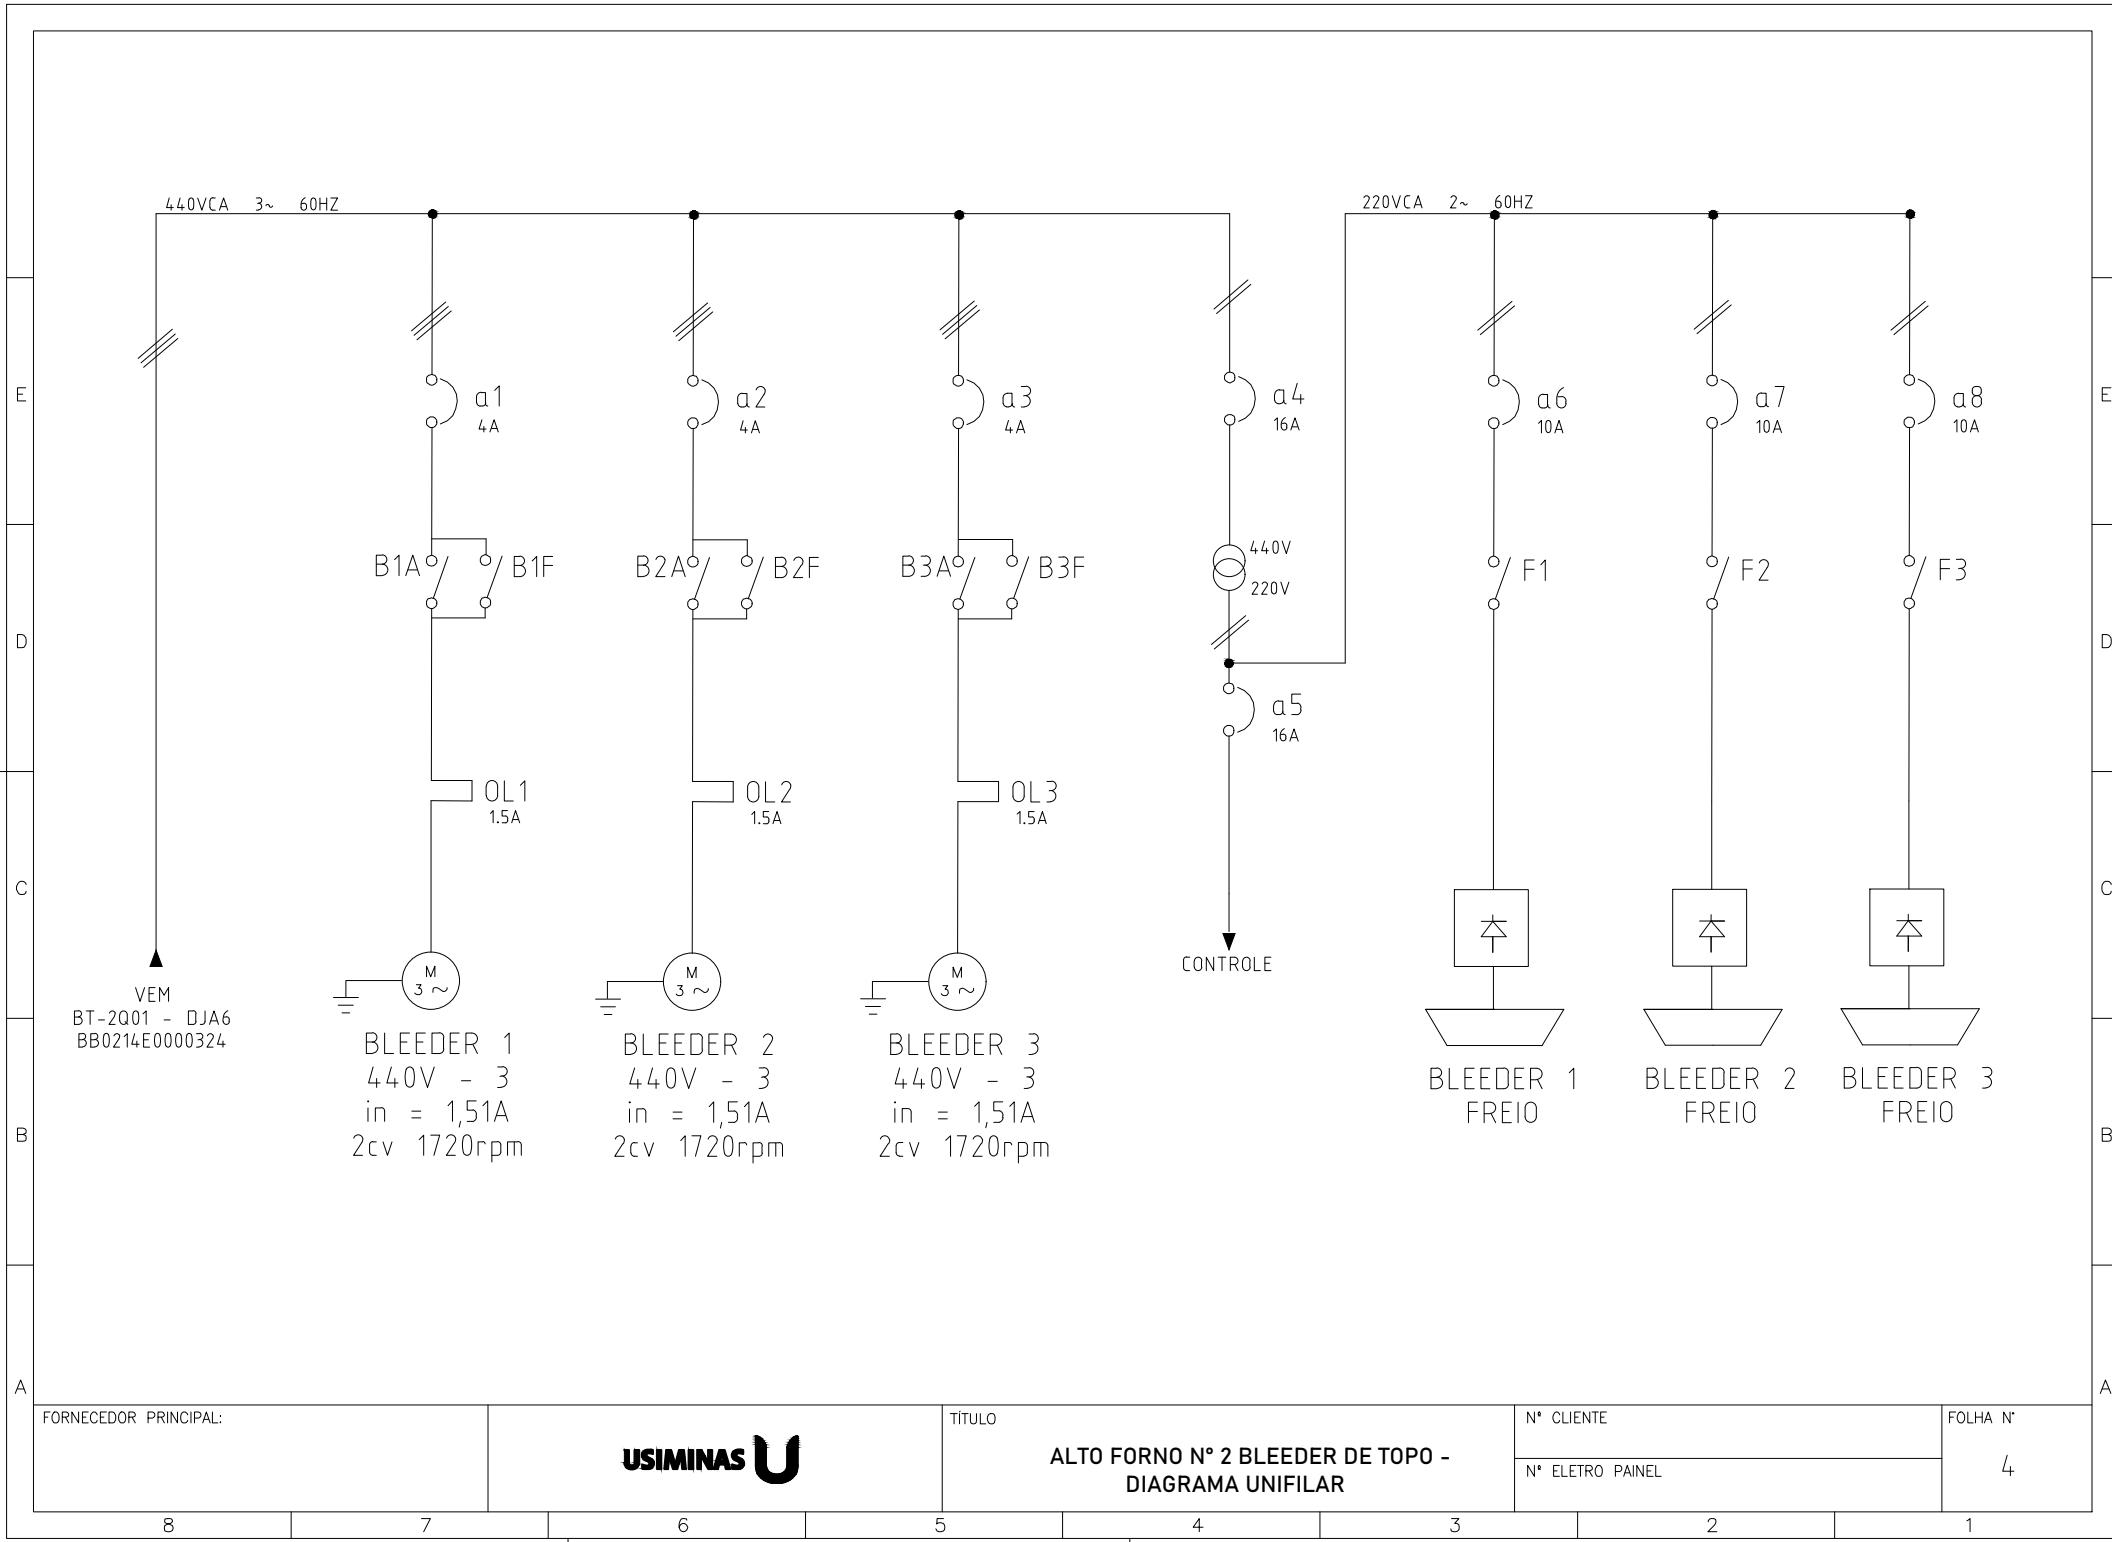 440VCA 3~ 60HZ
220VCA 2~ 60HZ
a1
4A
a2
4A
a3
4A
a4
16A
a6
10A
a7
10A
a8
10A
B1A
B1F
B2A
B2F
B3A
B3F
440V
220V
F1
F2
F3
a5
16A
OL1
1.5A
OL2
1.5A
OL3
1.5A
CONTROLE
VEM
BT-2Q01 - DJA6
BB0214E0000324
M
3 ~
M
3 ~
M
3 ~
BLEEDER 1
440V - 3
in = 1,51A
2cv 1720rpm
BLEEDER 2
440V - 3
in = 1,51A
2cv 1720rpm
BLEEDER 3
440V - 3
in = 1,51A
2cv 1720rpm
BLEEDER 1
FREIO
BLEEDER 2
FREIO
BLEEDER 3
FREIO
E
D
C
B
A
E
D
C
B
A
FORNECEDOR PRINCIPAL:
USIMINAS
TÍTULO
ALTO FORNO Nº 2 BLEEDER DE TOPO -
DIAGRAMA UNIFILAR
Nº CLIENTE
Nº ELETRO PAINEL
FOLHA Nº
4
8 7 6 5 4 3 2 1